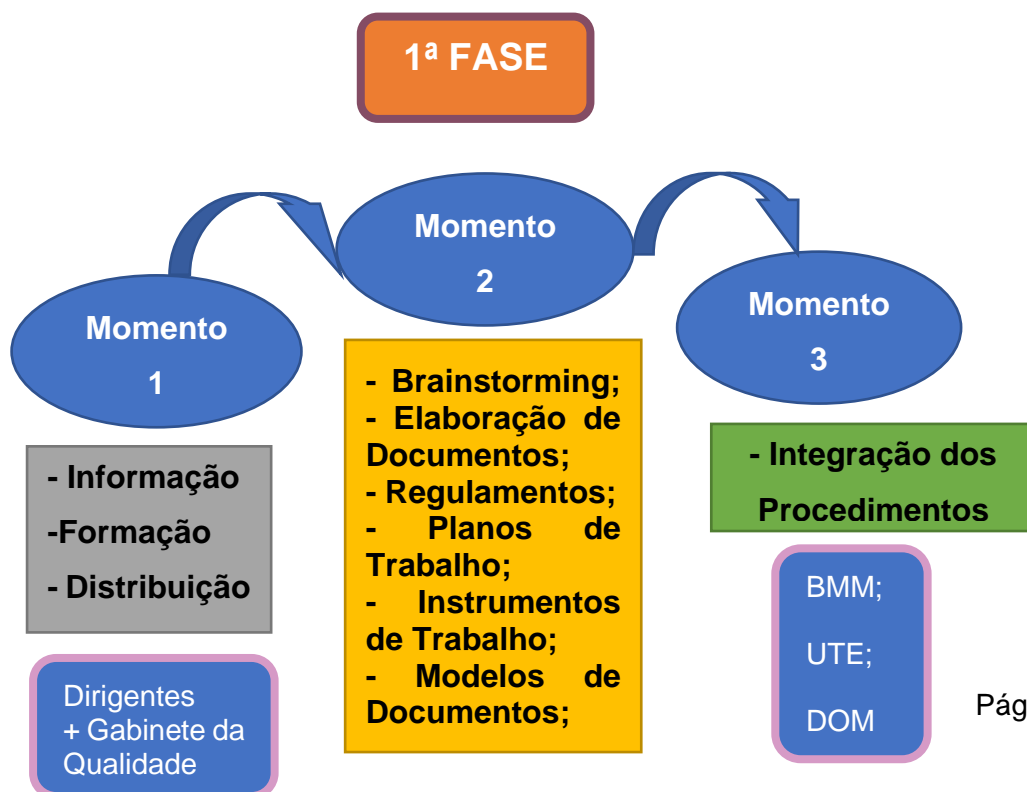 1ª FASE
Momento
1
Momento
2
Momento
3
- Informação
-Formação
- Distribuição
Dirigentes
+ Gabinete da
Qualidade
- Brainstorming;
- Elaboração de
Documentos;
- Regulamentos;
- Planos de
Trabalho;
- Instrumentos
de Trabalho;
- Modelos de
Documentos;
- Integração dos
Procedimentos
BMM;
UTE;
DOM
Pág